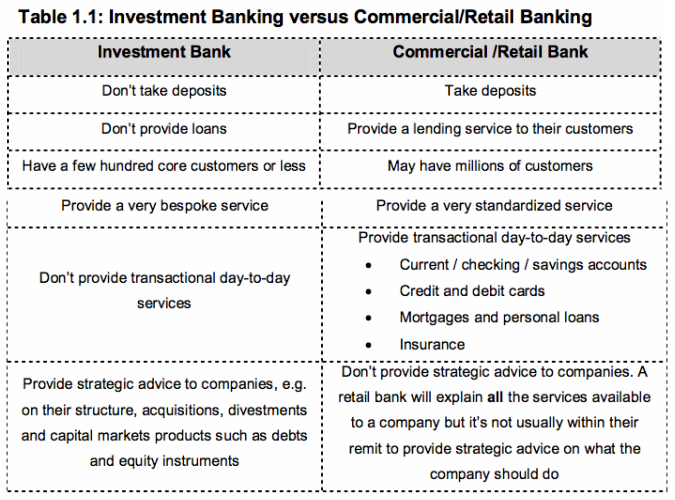 Table 1.1: Investment Banking versus Commercial/Retail Banking
Investment Bank
Commercial /Retail Bank
Don't take deposits
Take deposits
Don't provide loans
Provide a lending service to their customers
Have a few hundred core customers or less
May have millions of customers
Provide a very bespoke service
Provide a very standardized service
Don't provide transactional day-to-day
services
Provide transactional day-to-day services
• Current / checking / savings accounts
• Credit and debit cards
• Mortgages and personal loans
• Insurance
Provide strategic advice to companies, e.g.
on their structure, acquisitions, divestments
and capital markets products such as debts
and equity instruments
Don't provide strategic advice to companies. A
retail bank will explain all the services available
to a company but it's not usually within their
remit to provide strategic advice on what the
company should do